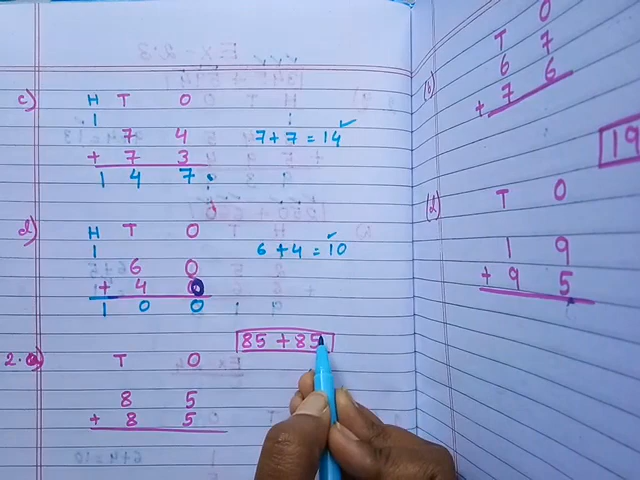 c) H T O
1
7 4 7+7=14
+ 7 3
1 4 7
d) H T O
1 6+4=10
6 0
+ 4 0
1 0 0
85+85
2.a) T O
8 5
+ 8 5
(b) T O
6 7
+ 7 6
19
(d) T O
1 9
+ 9 5